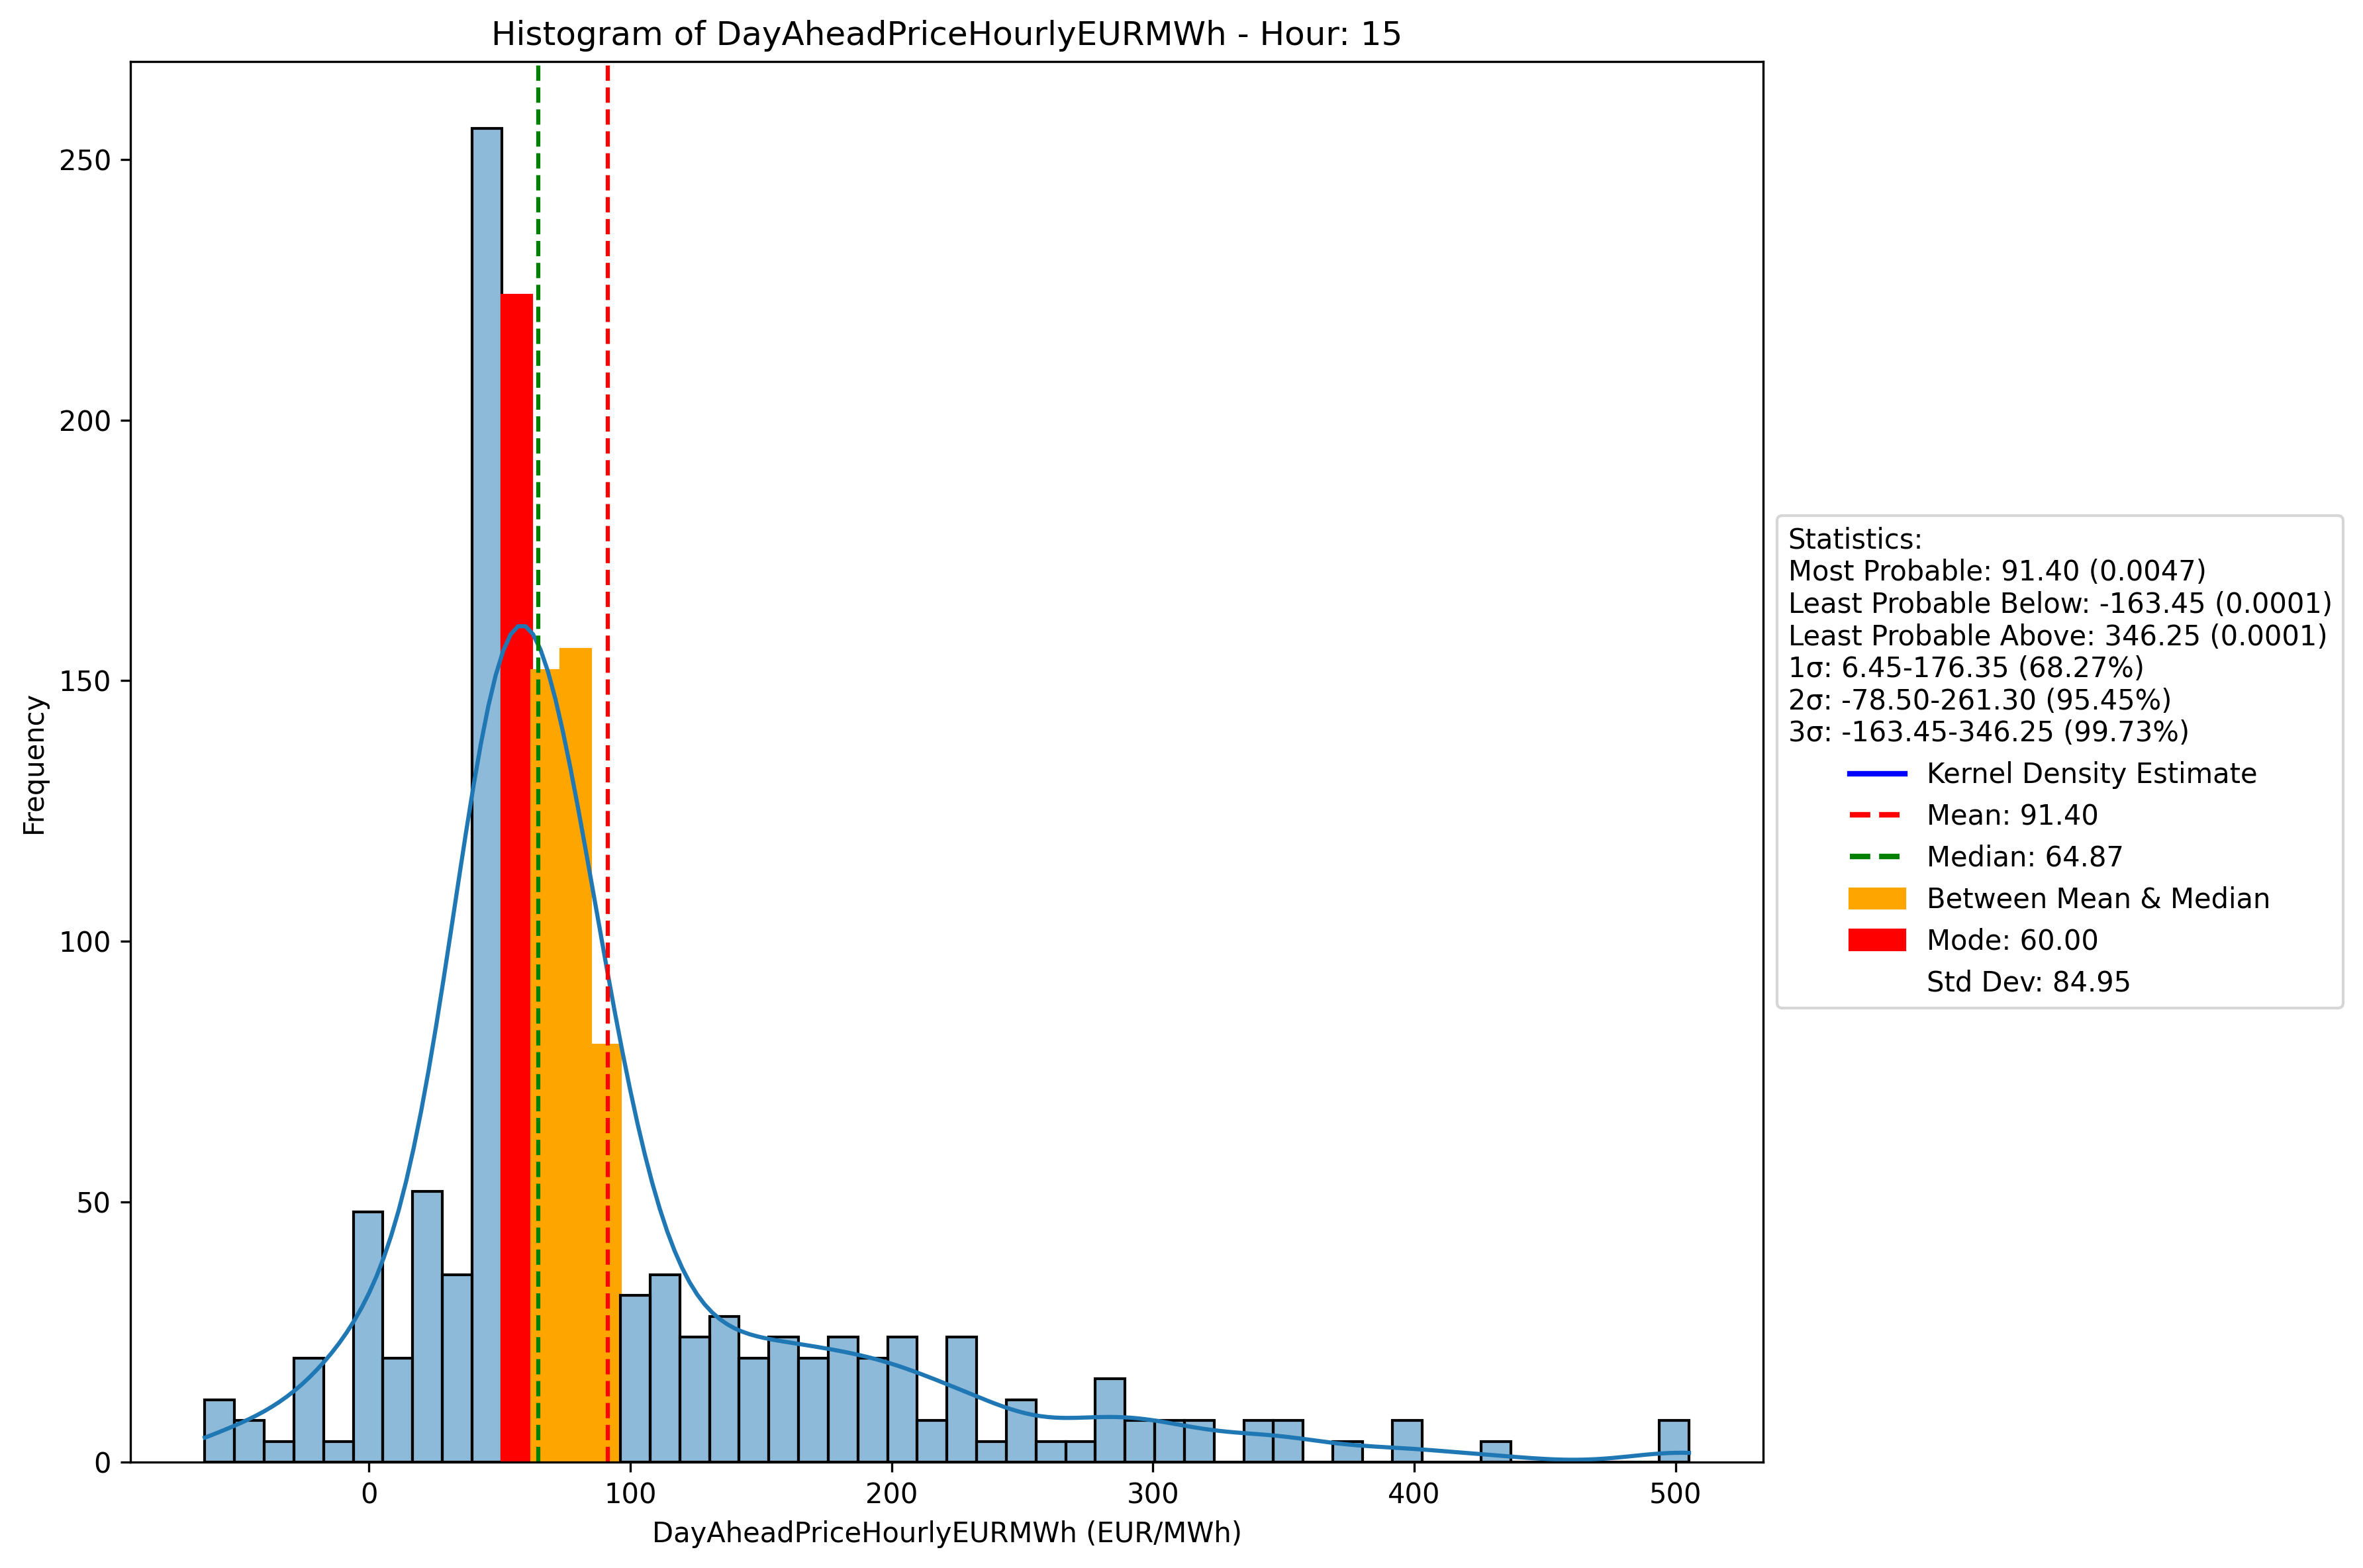 Histogram of DayAheadPriceHourlyEURMWh - Hour: 15
250
200
150
100
50
0
Frequency
0 100 200 300 400 500
DayAheadPriceHourlyEURMWh (EUR/MWh)
Statistics:
Most Probable: 91.40 (0.0047)
Least Probable Below: -163.45 (0.0001)
Least Probable Above: 346.25 (0.0001)
1σ: 6.45-176.35 (68.27%)
2σ: -78.50-261.30 (95.45%)
3σ: -163.45-346.25 (99.73%)
Kernel Density Estimate
Mean: 91.40
Median: 64.87
Between Mean & Median
Mode: 60.00
Std Dev: 84.95